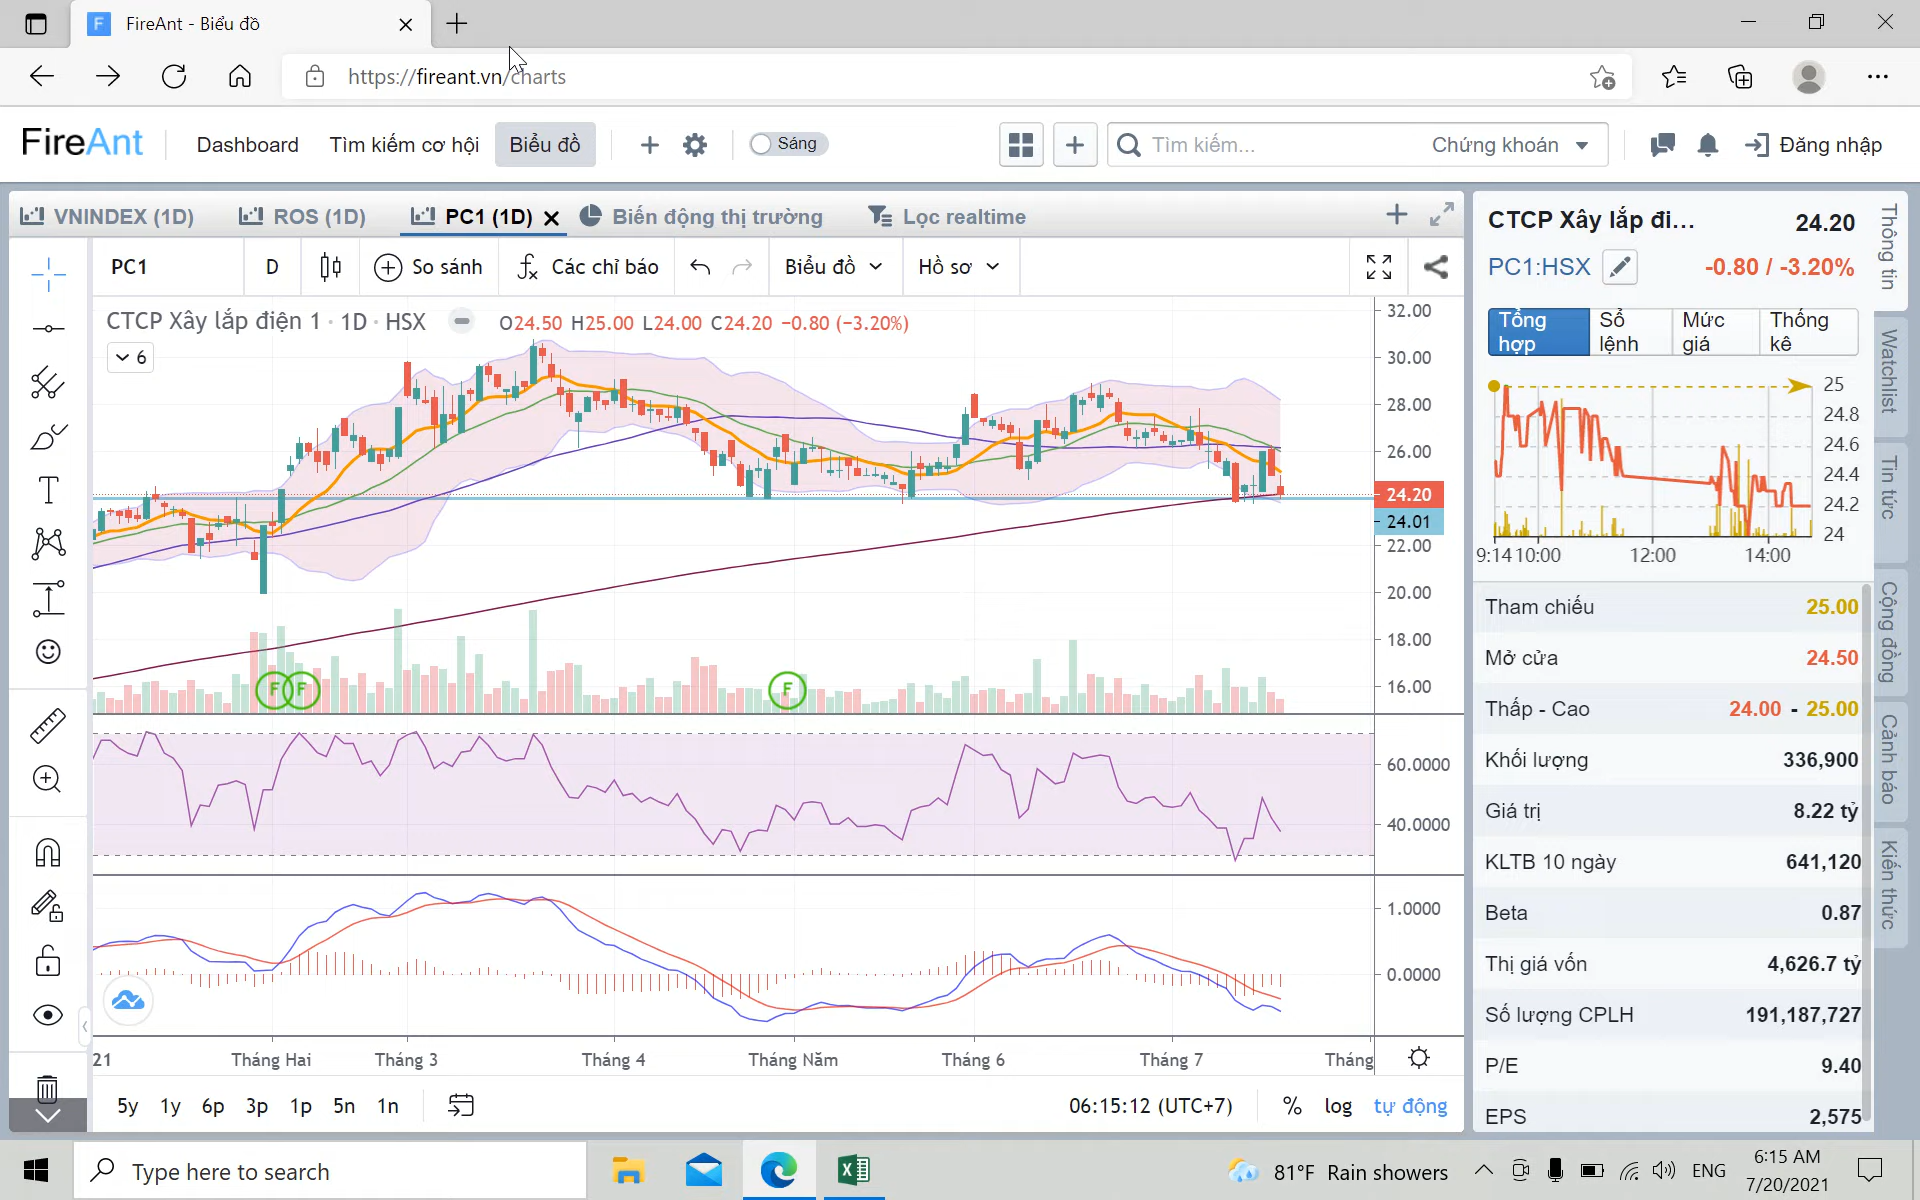 FireAnt - Biểu đồ
https://fireant.vn/charts
FireAnt
Dashboard
Tìm kiếm cơ hội
Biểu đồ
Sáng
Tìm kiếm...
Chứng khoán
Đăng nhập
VNINDEX (1D)
ROS (1D)
PC1 (1D)
Biến động thị trường
Lọc realtime
PC1
D
So sánh
Các chỉ báo
Biểu đồ
Hồ sơ
CTCP Xây lắp điện 1 · 1D · HSX
O24.50 H25.00 L24.00 C24.20 −0.80 (−3.20%)
6
32.00
30.00
28.00
26.00
24.20
24.01
22.00
20.00
18.00
16.00
F
F
F
60.0000
40.0000
1.0000
0.0000
21
Tháng Hai
Tháng 3
Tháng 4
Tháng Năm
Tháng 6
Tháng 7
Tháng
5y
1y
6p
3p
1p
5n
1n
06:15:12 (UTC+7)
%
log
tự động
CTCP Xây lắp đi...
24.20
PC1:HSX
-0.80 / -3.20%
Tổng hợp
Sổ lệnh
Mức giá
Thống kê
25
24.8
24.6
24.4
24.2
24
9:14
10:00
12:00
14:00
Tham chiếu 25.00
Mở cửa 24.50
Thấp - Cao 24.00 - 25.00
Khối lượng 336,900
Giá trị 8.22 tỷ
KLTB 10 ngày 641,120
Beta 0.87
Thị giá vốn 4,626.7 tỷ
Số lượng CPLH 191,187,727
P/E 9.40
EPS 2,575
Thông tin
Watchlist
Tin tức
Cộng đồng
Cảnh báo
Kiến thức
Type here to search
81°F Rain showers
ENG
6:15 AM
7/20/2021